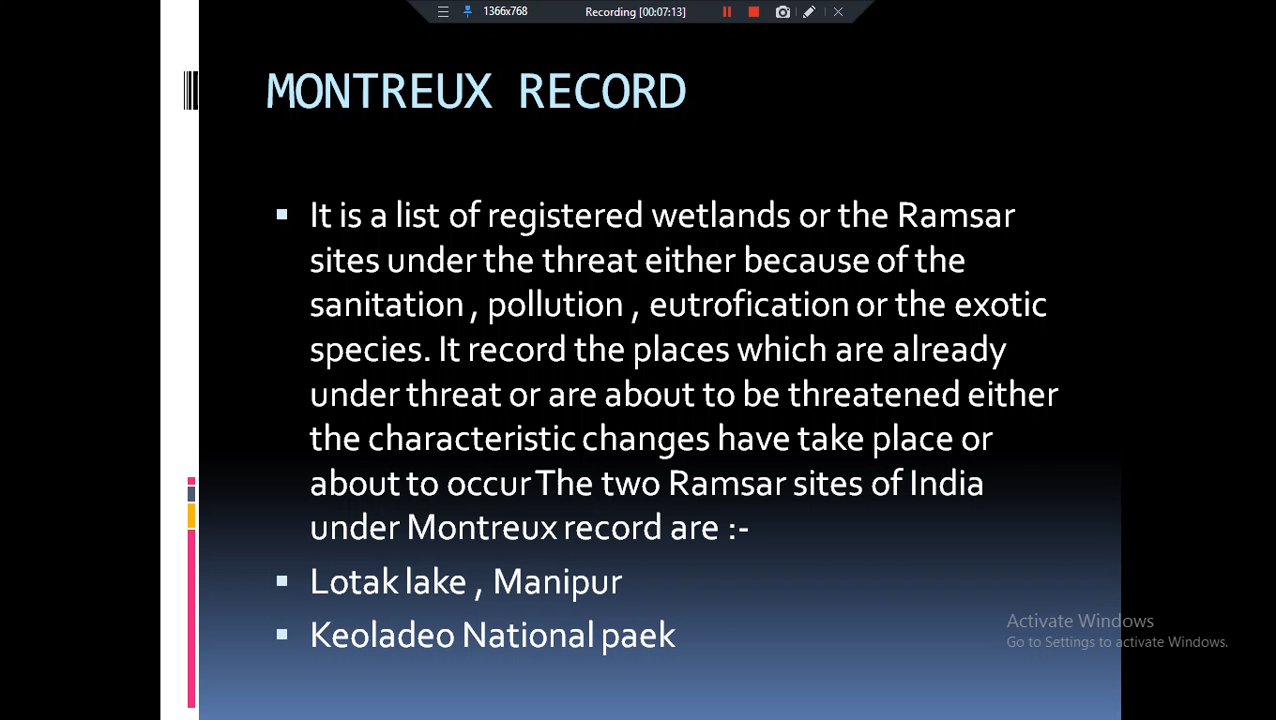 1366x768 Recording [00:07:13]
MONTREUX RECORD
It is a list of registered wetlands or the Ramsar
sites under the threat either because of the
sanitation , pollution , eutrofication or the exotic
species. It record the places which are already
under threat or are about to be threatened either
the characteristic changes have take place or
about to occur The two Ramsar sites of India
under Montreux record are :-
Lotak lake , Manipur
Keoladeo National paek
Activate Windows
Go to Settings to activate Windows.